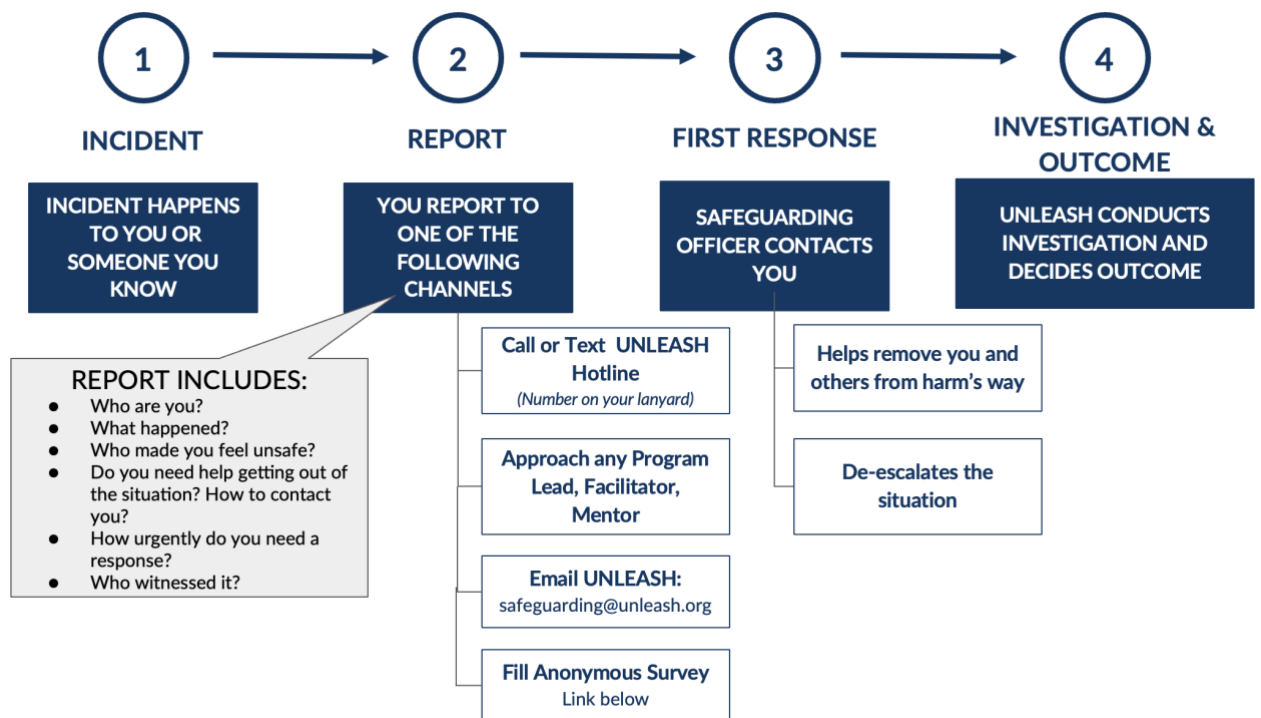 1
2
3
4
INCIDENT
REPORT
FIRST RESPONSE
INVESTIGATION &
OUTCOME
INCIDENT HAPPENS
TO YOU OR
SOMEONE YOU
KNOW
YOU REPORT TO
ONE OF THE
FOLLOWING
CHANNELS
SAFEGUARDING
OFFICER CONTACTS
YOU
UNLEASH CONDUCTS
INVESTIGATION AND
DECIDES OUTCOME
REPORT INCLUDES:
● Who are you?
● What happened?
● Who made you feel unsafe?
● Do you need help getting out of
the situation? How to contact
you?
● How urgently do you need a
response?
● Who witnessed it?
Call or Text UNLEASH
Hotline
(Number on your lanyard)
Approach any Program
Lead, Facilitator,
Mentor
Email UNLEASH:
safeguarding@unleash.org
Fill Anonymous Survey
Link below
Helps remove you and
others from harm's way
De-escalates the
situation